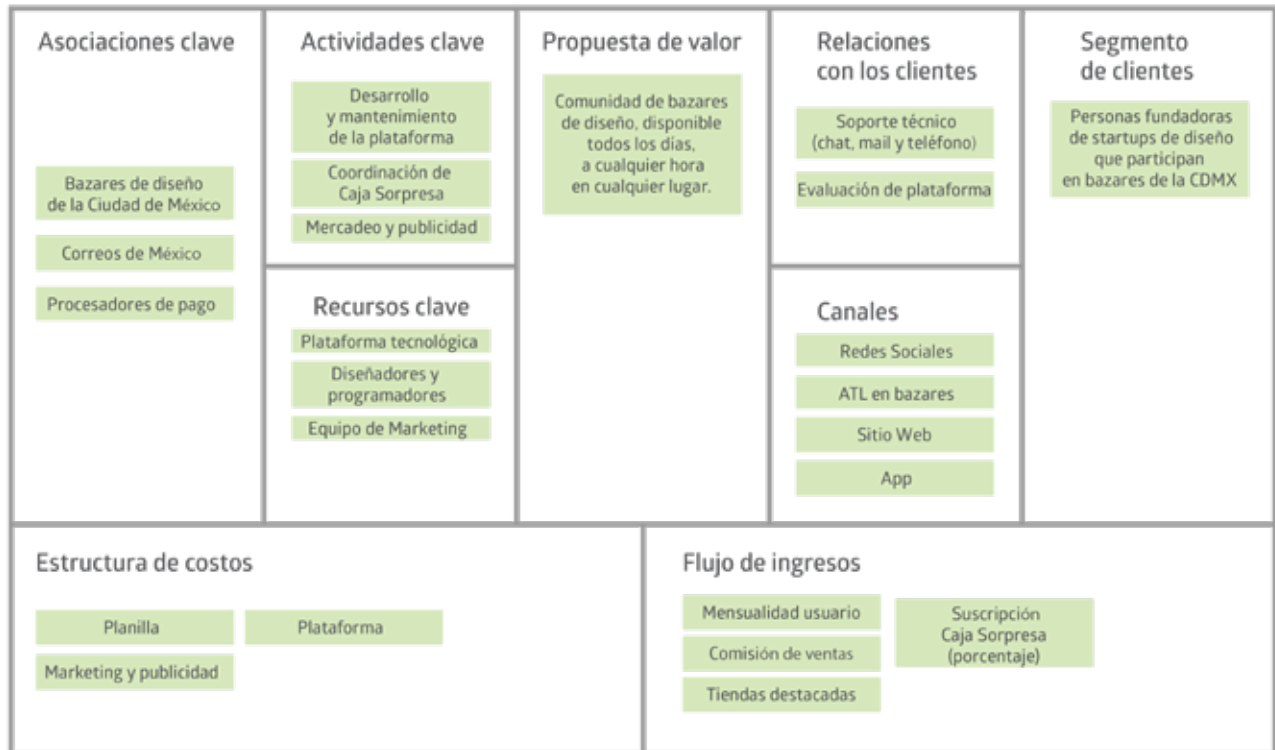 Asociaciones clave
Bazares de diseño
de la Ciudad de México
Correos de México
Procesadores de pago
Actividades clave
Desarrollo
y mantenimiento
de la plataforma
Coordinación de
Caja Sorpresa
Mercadeo y publicidad
Recursos clave
Plataforma tecnológica
Diseñadores y
programadores
Equipo de Marketing
Propuesta de valor
Comunidad de bazares
de diseño, disponible
todos los días,
a cualquier hora
en cualquier lugar.
Relaciones
con los clientes
Soporte técnico
(chat, mail y teléfono)
Evaluación de plataforma
Canales
Redes Sociales
ATL en bazares
Sitio Web
App
Segmento
de clientes
Personas fundadoras
de startups de diseño
que participan
en bazares de la CDMX
Estructura de costos
Planilla
Plataforma
Marketing y publicidad
Flujo de ingresos
Mensualidad usuario
Comisión de ventas
Tiendas destacadas
Suscripción
Caja Sorpresa
(porcentaje)